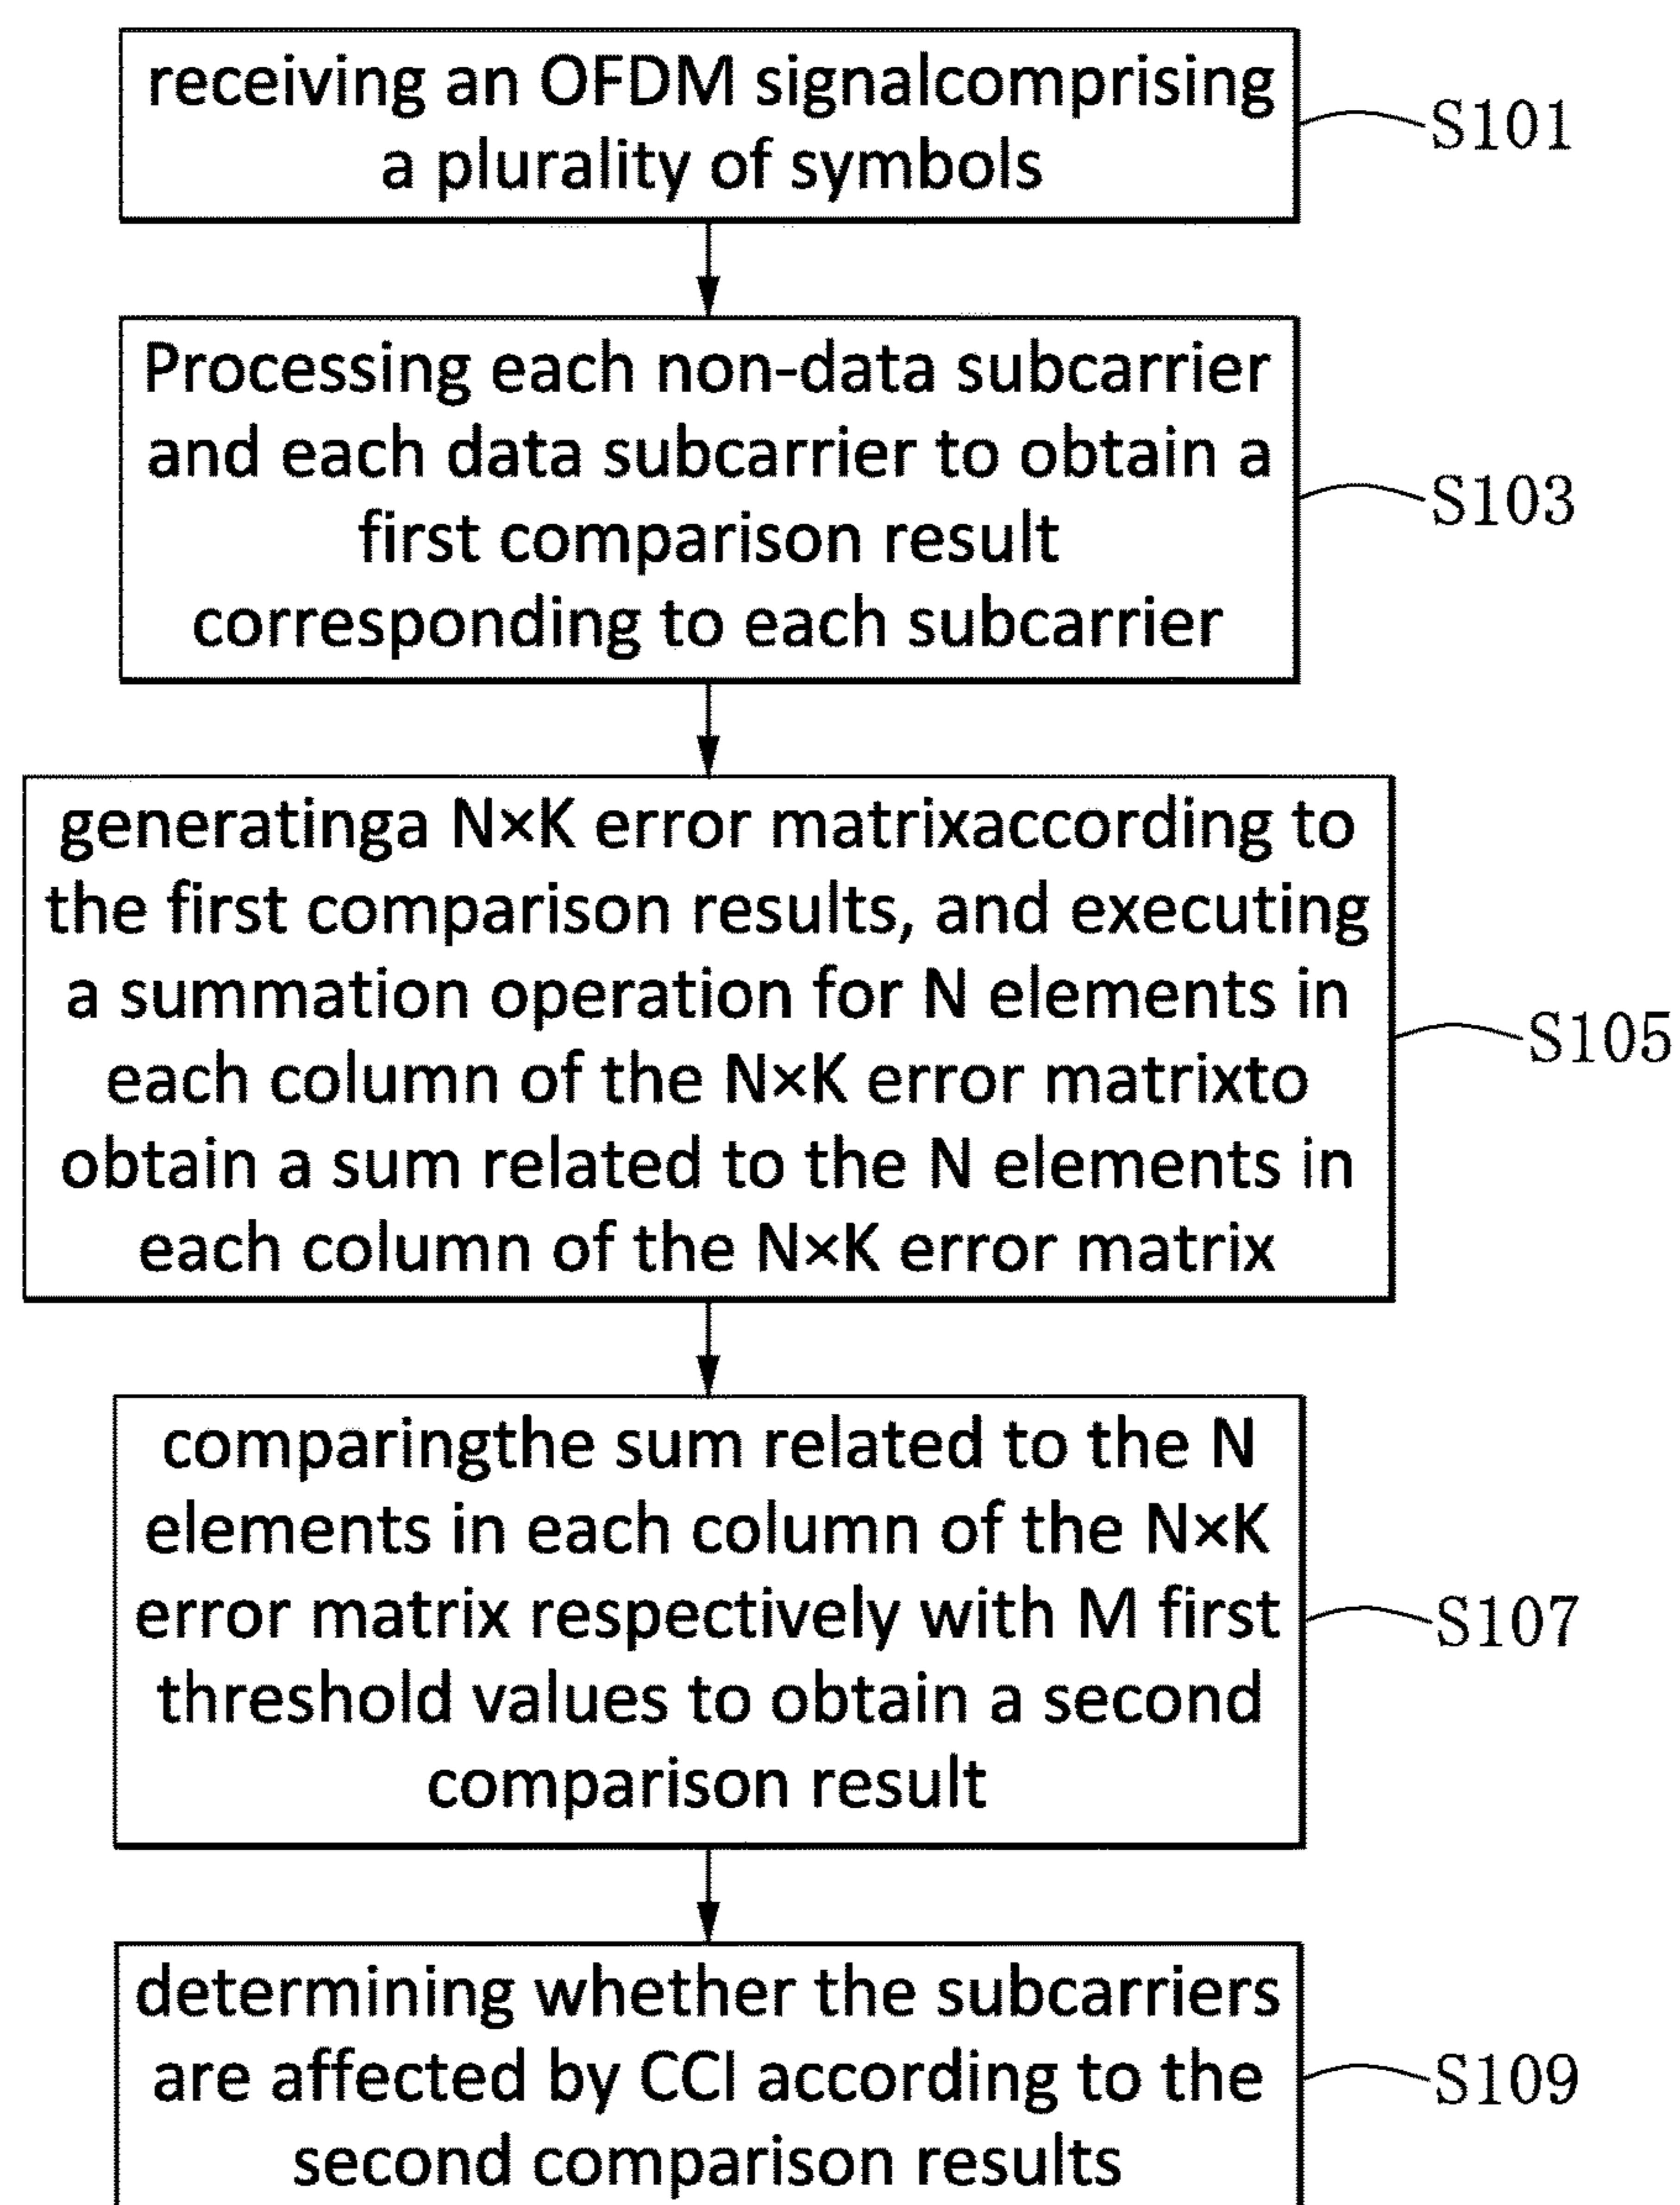 receiving an OFDM signalcomprising
a plurality of symbols
S101
Processing each non-data subcarrier
and each data subcarrier to obtain a
first comparison result
corresponding to each subcarrier
S103
generatinga N×K error matrixaccording to
the first comparison results, and executing
a summation operation for N elements in
each column of the N×K error matrixto
obtain a sum related to the N elements in
each column of the N×K error matrix
S105
comparingthe sum related to the N
elements in each column of the N×K
error matrix respectively with M first
threshold values to obtain a second
comparison result
S107
determining whether the subcarriers
are affected by CCI according to the
second comparison results
S109